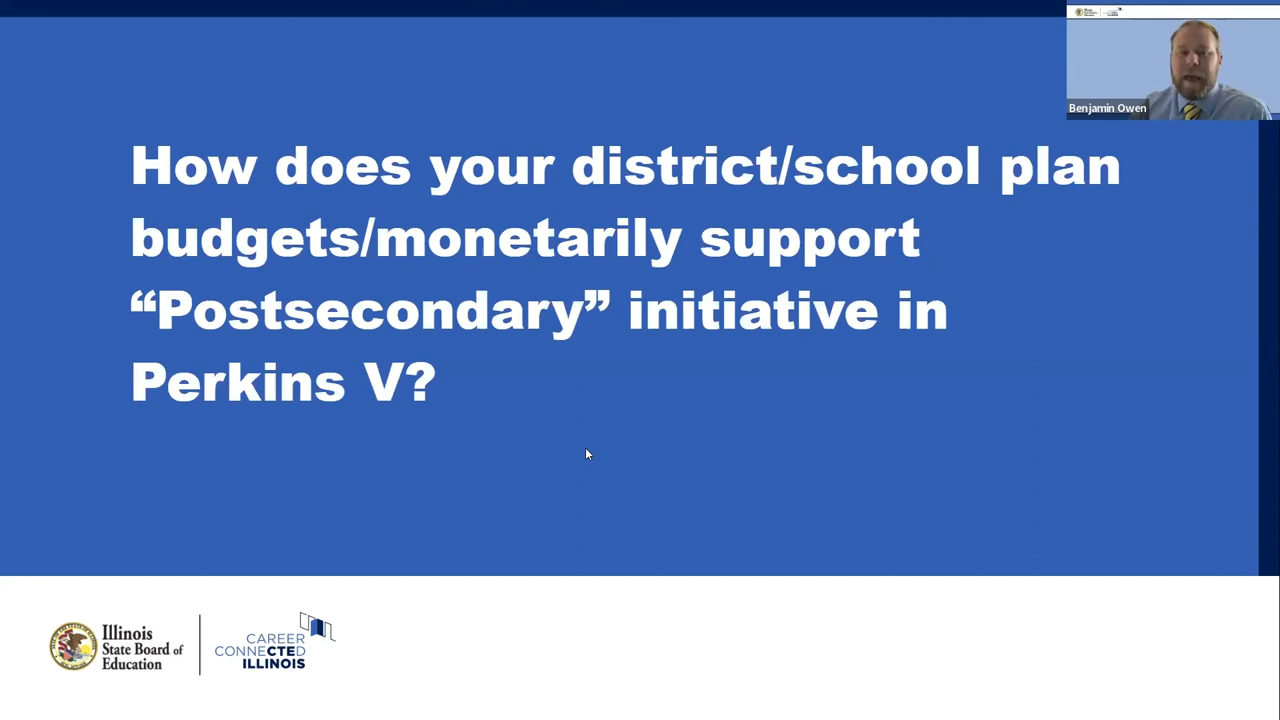 Benjamin Owen
How does your district/school plan
budgets/monetarily support
“Postsecondary” initiative in
Perkins V?
Illinois
State Board of
Education
CAREER
CONNECTED
ILLINOIS